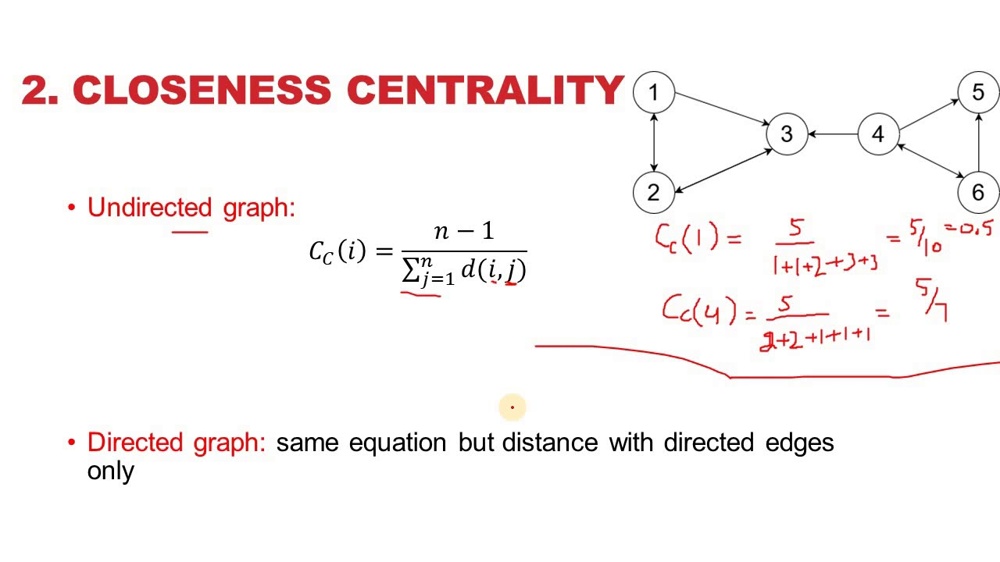 2. CLOSENESS CENTRALITY
1
5
3
4
2
6
• Undirected graph:
C_C(i) = \frac{n − 1}{\sum_{j=1}^{n} d(i,j)}
C_c(1) = \frac{5}{1+1+2+3+3} = 5/10 = 0.5
C_c(4) = \frac{5}{2+2+1+1+1} = 5/7
• Directed graph: same equation but distance with directed edges
only